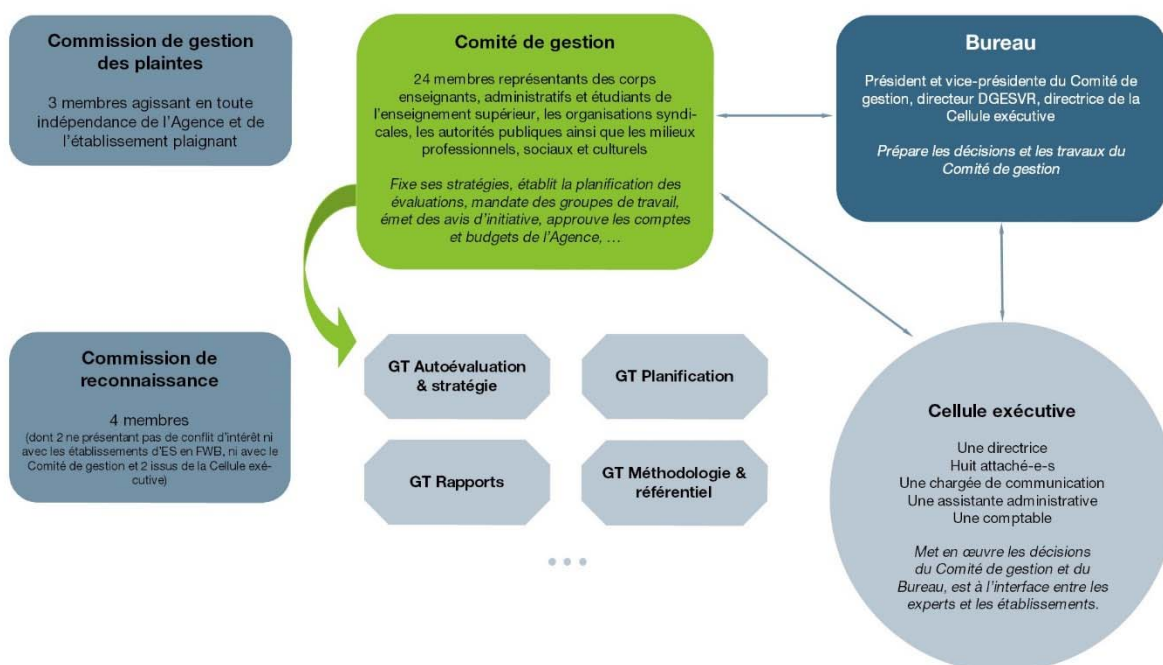 Commission de gestion
des plaintes
3 membres agissant en toute
indépendance de l'Agence et de
l'établissement plaignant
Comité de gestion
24 membres représentants des corps
enseignants, administratifs et étudiants de
l'enseignement supérieur, les organisations syndi-
cales, les autorités publiques ainsi que les milieux
professionnels, sociaux et culturels
Fixe ses stratégies, établit la planification des
évaluations, mandate des groupes de travail,
émet des avis d'initiative, approuve les comptes
et budgets de l'Agence, …
Bureau
Président et vice-présidente du Comité de
gestion, directeur DGESVR, directrice de la
Cellule exécutive
Prépare les décisions et les travaux du
Comité de gestion
Commission de
reconnaissance
4 membres
(dont 2 ne présentant pas de conflit d'intérêt ni
avec les établissements d'ES en FWB, ni avec le
Comité de gestion et 2 issus de la Cellule exé-
cutive)
GT Autoévaluation
& stratégie
GT Planification
GT Rapports
GT Méthodologie &
référentiel
Cellule exécutive
Une directrice
Huit attaché-e-s
Une chargée de communication
Une assistante administrative
Une comptable
Met en œuvre les décisions
du Comité de gestion et du
Bureau, est à l'interface entre les
experts et les établissements.